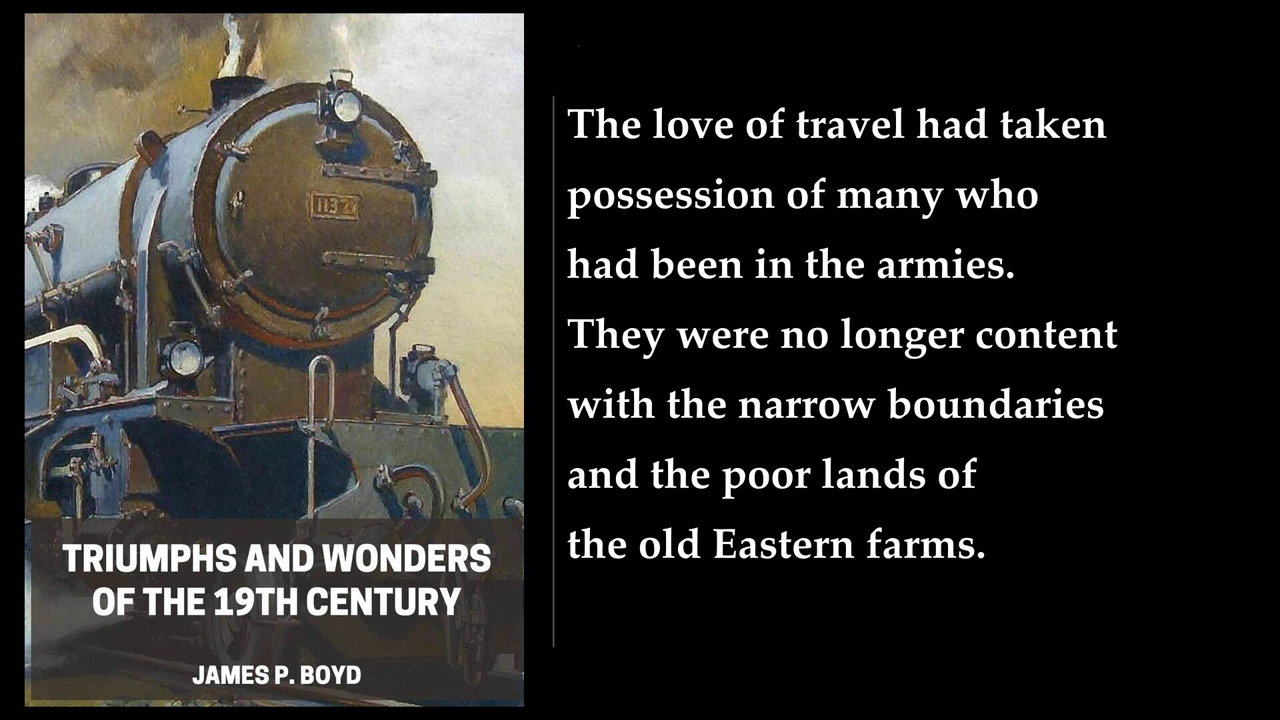 1132
TRIUMPHS AND WONDERS
OF THE 19TH CENTURY
JAMES P. BOYD
The love of travel had taken
possession of many who
had been in the armies.
They were no longer content
with the narrow boundaries
and the poor lands of
the old Eastern farms.